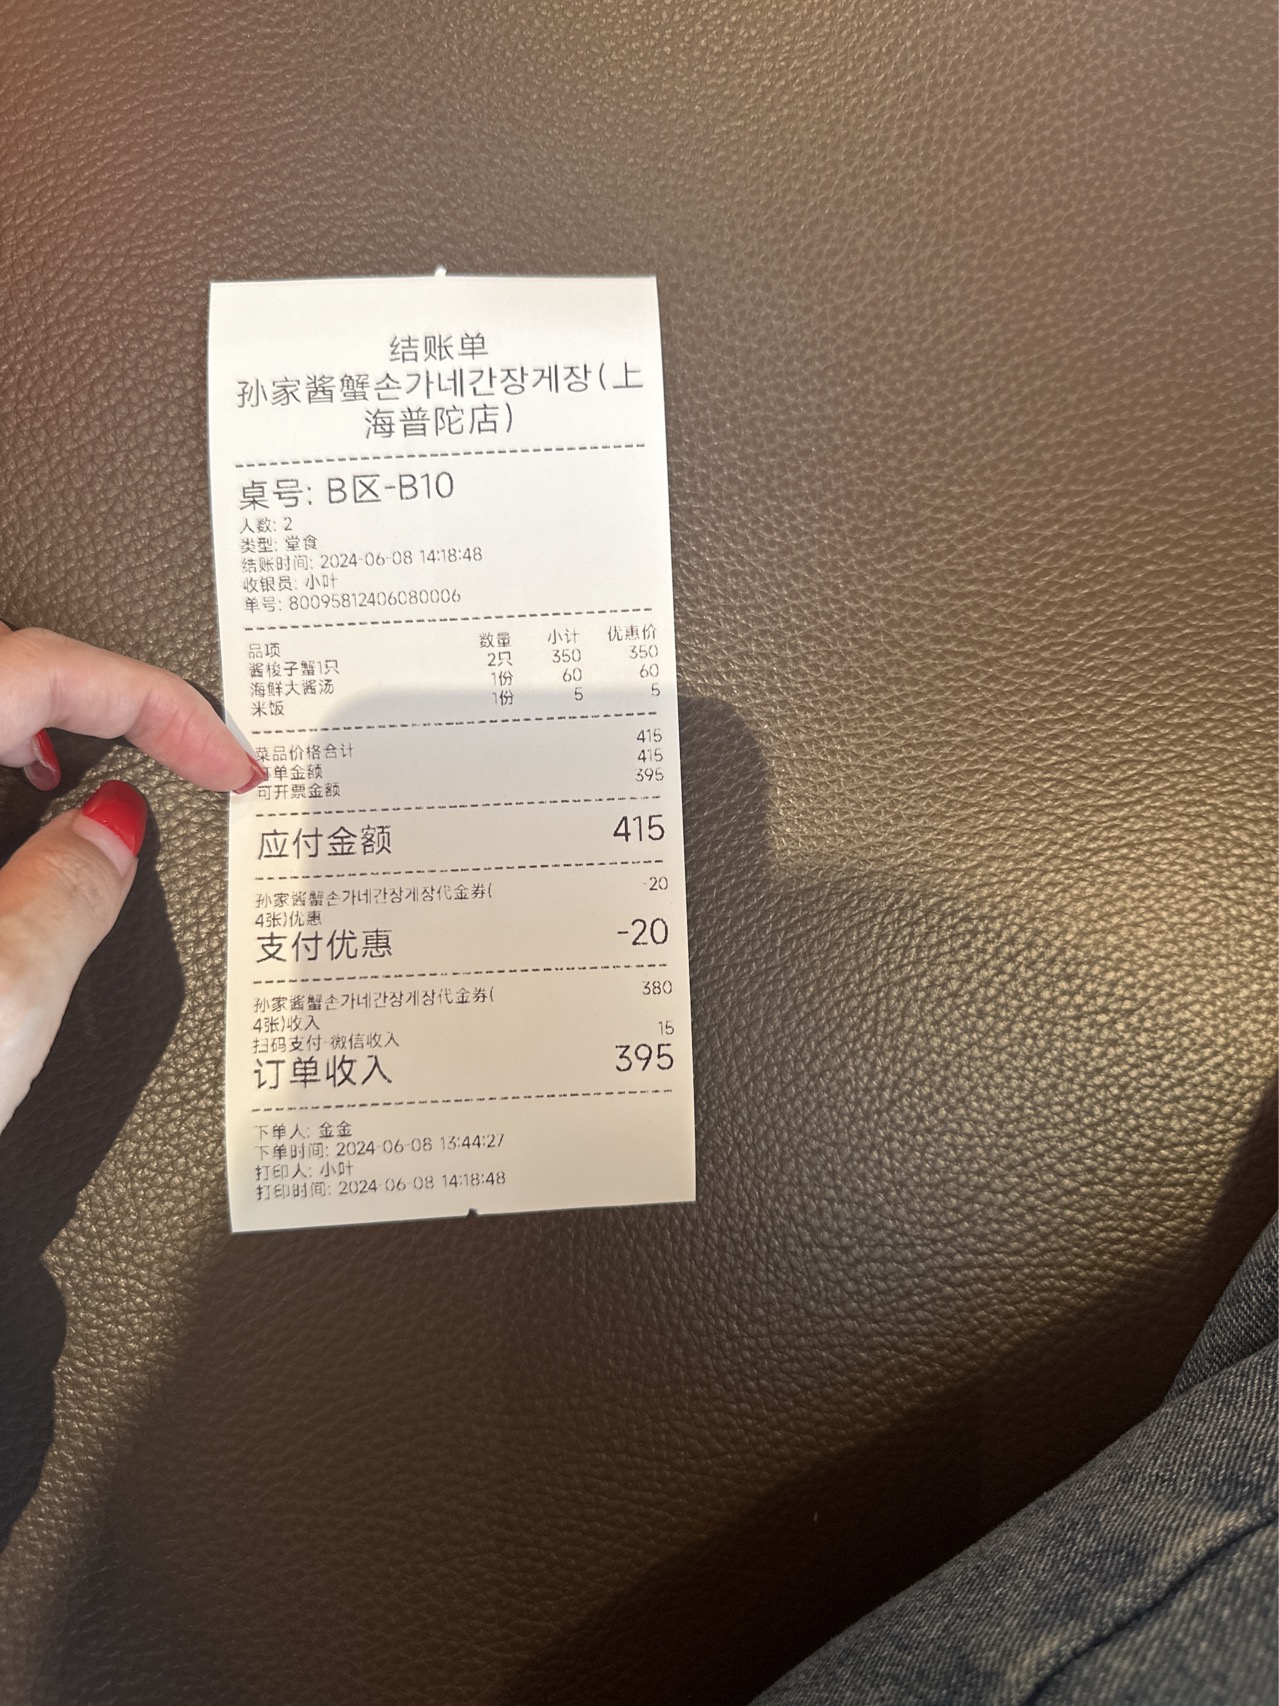 结账单
孙家酱蟹손가네간장게장(上
海普陀店)
桌号: B区-B10
人数: 2
类型: 堂食
结账时间: 2024-06-08 14:18:48
收银员: 小叶
单号: 80095812406080006
品项 数量 小计 优惠价
酱梭子蟹1只 2只 350 350
海鲜大酱汤 1份 60 60
米饭 1份 5 5
菜品价格合计 415
订单金额 415
可开票金额 395
应付金额 415
孙家酱蟹손가네간장게장代金券( -20
4张)优惠
支付优惠 -20
孙家酱蟹손가네간장게장代金券( 380
4张)收入
扫码支付-微信收入 15
订单收入 395
下单人: 金金
下单时间: 2024-06-08 13:44:27
打印人: 小叶
打印时间: 2024-06-08 14:18:48